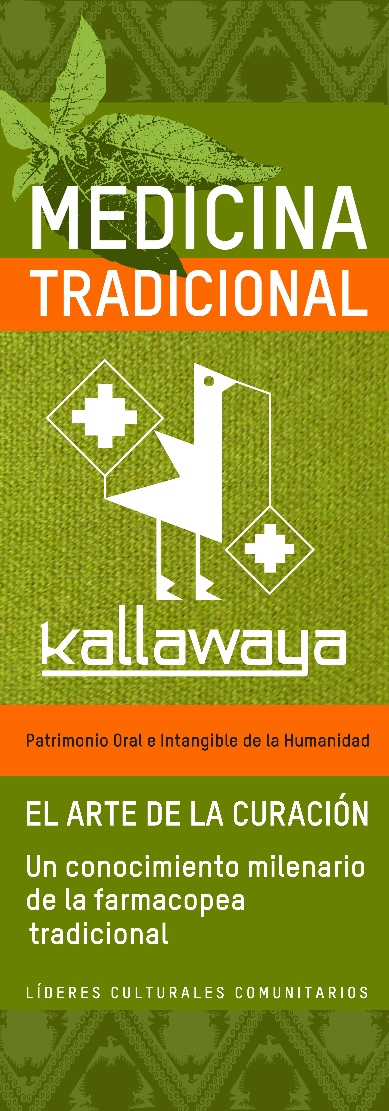 MEDICINA
TRADICIONAL
kallawaya
Patrimonio Oral e Intangible de la Humanidad
EL ARTE DE LA CURACIÓN
Un conocimiento milenario
de la farmacopea
tradicional
LÍDERES CULTURALES COMUNITARIOS